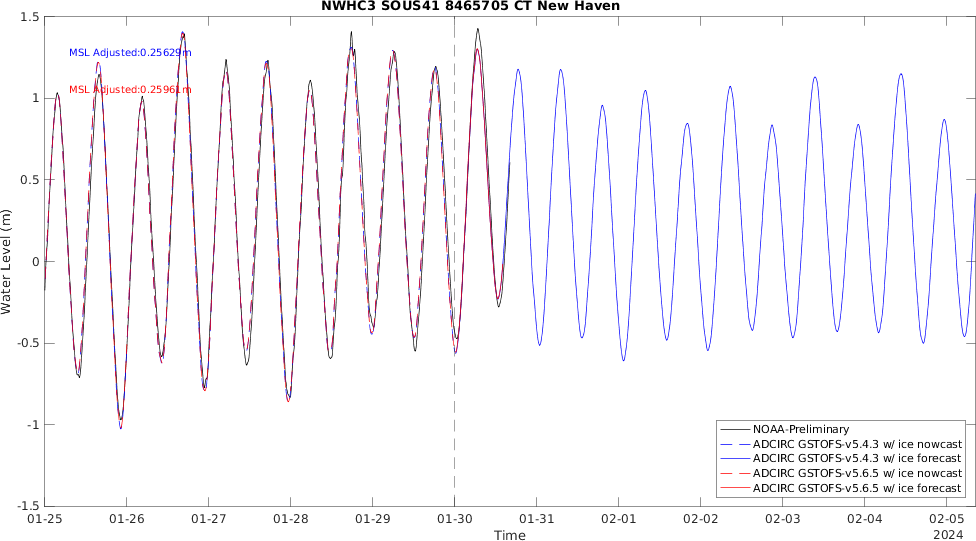 NWHC3 SOUS41 8465705 CT New Haven
1.5
MSL Adjusted:0.25629m
MSL Adjusted:0.25961m
1
0.5
0
-0.5
-1
-1.5
Water Level (m)
NOAA-Preliminary
ADCIRC GSTOFS-v5.4.3 w/ ice nowcast
ADCIRC GSTOFS-v5.4.3 w/ ice forecast
ADCIRC GSTOFS-v5.6.5 w/ ice nowcast
ADCIRC GSTOFS-v5.6.5 w/ ice forecast
01-25 01-26 01-27 01-28 01-29 01-30 01-31 02-01 02-02 02-03 02-04 02-05
Time
2024